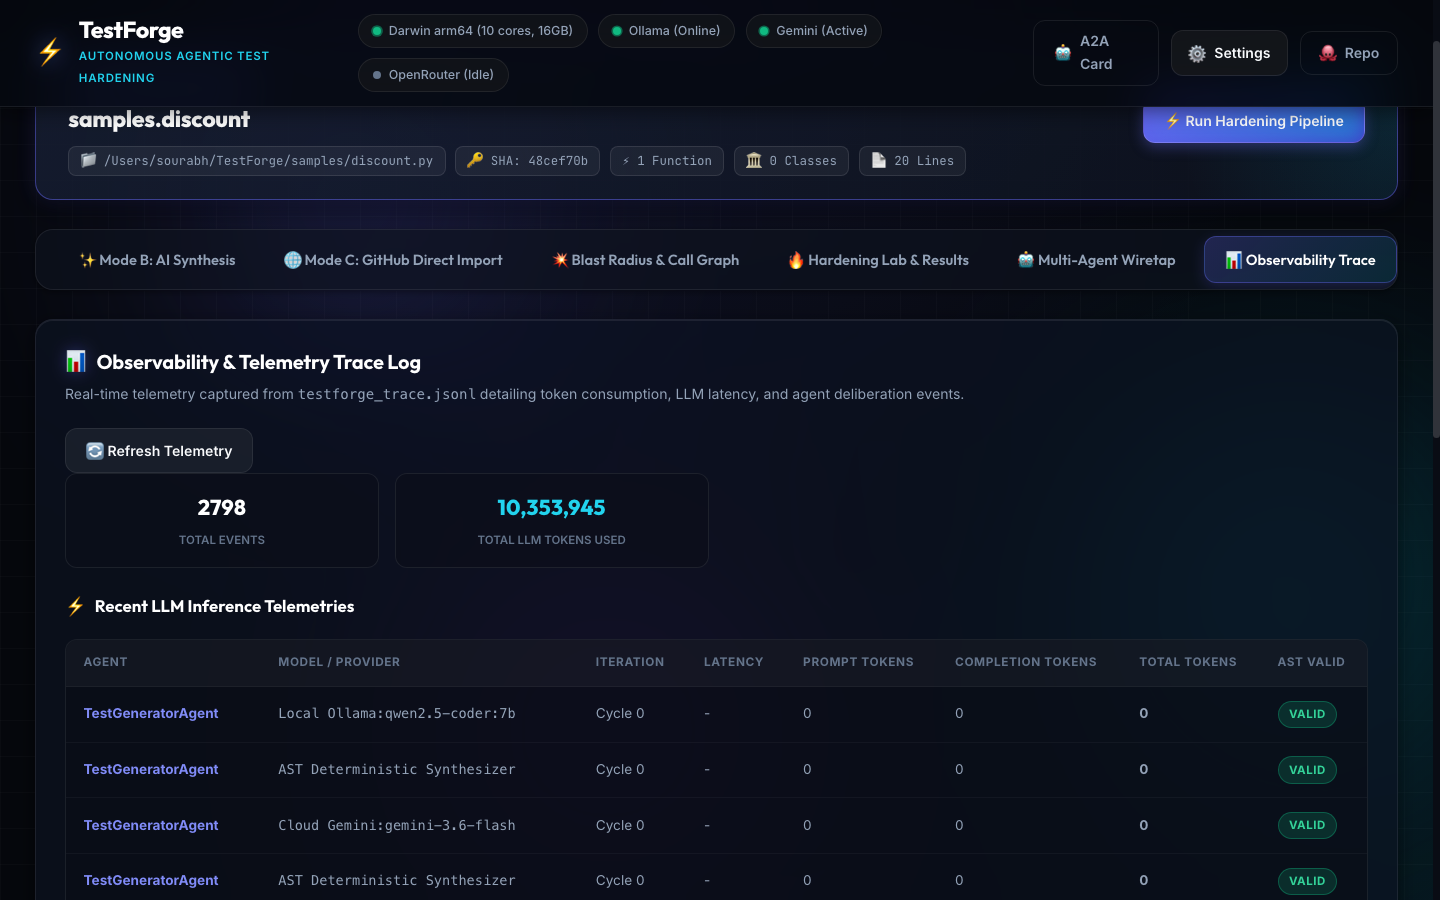 TestForge
AUTONOMOUS AGENTIC TEST
HARDENING
Darwin arm64 (10 cores, 16GB)
Ollama (Online)
Gemini (Active)
OpenRouter (Idle)
A2A
Card
Settings
Repo
samples.discount
Run Hardening Pipeline
/Users/sourabh/TestForge/samples/discount.py
SHA: 48cef70b
1 Function
0 Classes
20 Lines
Mode B: AI Synthesis
Mode C: GitHub Direct Import
Blast Radius & Call Graph
Hardening Lab & Results
Multi-Agent Wiretap
Observability Trace
Observability & Telemetry Trace Log
Real-time telemetry captured from testforge_trace.jsonl detailing token consumption, LLM latency, and agent deliberation events.
Refresh Telemetry
2798
TOTAL EVENTS
10,353,945
TOTAL LLM TOKENS USED
Recent LLM Inference Telemetries
AGENT MODEL / PROVIDER ITERATION LATENCY PROMPT TOKENS COMPLETION TOKENS TOTAL TOKENS AST VALID
TestGeneratorAgent Local Ollama:qwen2.5-coder:7b Cycle 0 - 0 0 0 VALID
TestGeneratorAgent AST Deterministic Synthesizer Cycle 0 - 0 0 0 VALID
TestGeneratorAgent Cloud Gemini:gemini-3.6-flash Cycle 0 - 0 0 0 VALID
TestGeneratorAgent AST Deterministic Synthesizer Cycle 0 - 0 0 0 VALID